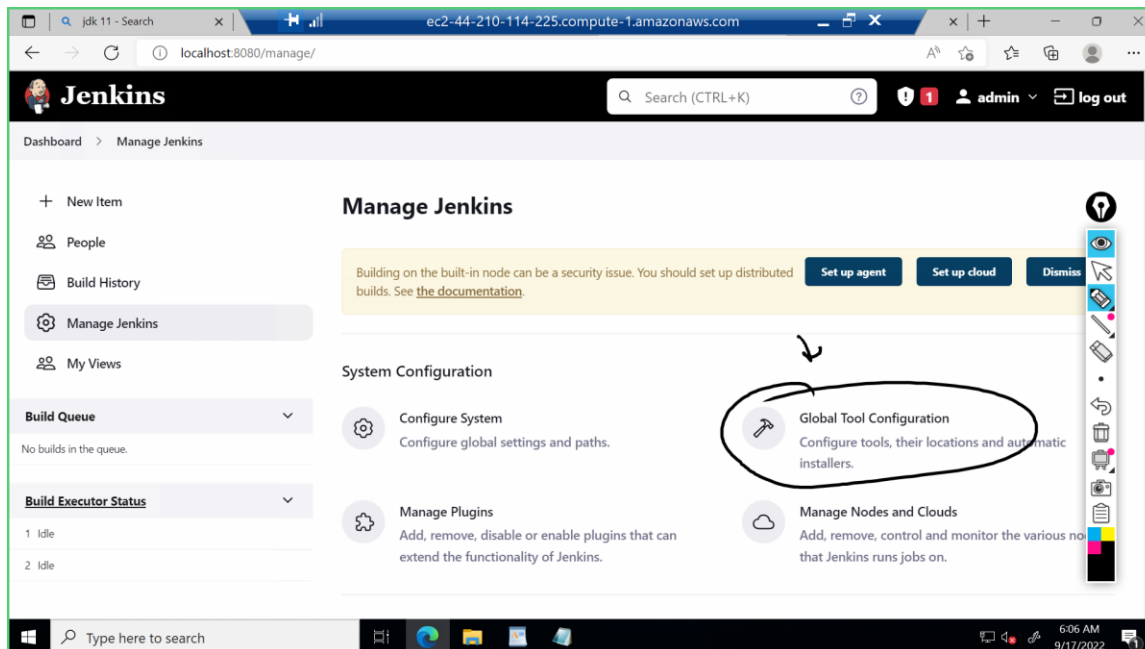 jdk 11 - Search
ec2-44-210-114-225.compute-1.amazonaws.com
localhost:8080/manage/
Jenkins
Search (CTRL+K)
1
admin
log out
Dashboard > Manage Jenkins
New Item
People
Build History
Manage Jenkins
My Views
Build Queue
No builds in the queue.
Build Executor Status
1 Idle
2 Idle
Manage Jenkins
Building on the built-in node can be a security issue. You should set up distributed
builds. See the documentation.
Set up agent
Set up cloud
Dismiss
System Configuration
Configure System
Configure global settings and paths.
Global Tool Configuration
Configure tools, their locations and automatic
installers.
Manage Plugins
Add, remove, disable or enable plugins that can
extend the functionality of Jenkins.
Manage Nodes and Clouds
Add, remove, control and monitor the various no
that Jenkins runs jobs on.
Type here to search
6:06 AM
9/17/2022
1